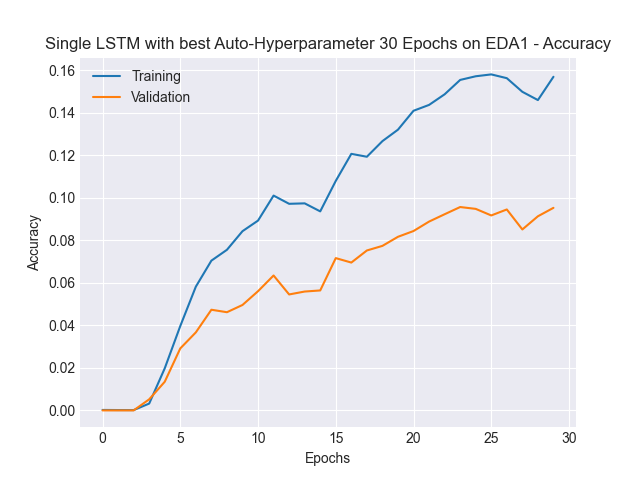 Single LSTM with best Auto-Hyperparameter 30 Epochs on EDA1 - Accuracy
Training
Validation
0.16
0.14
0.12
0.10
0.08
0.06
0.04
0.02
0.00
Accuracy
0 5 10 15 20 25 30
Epochs